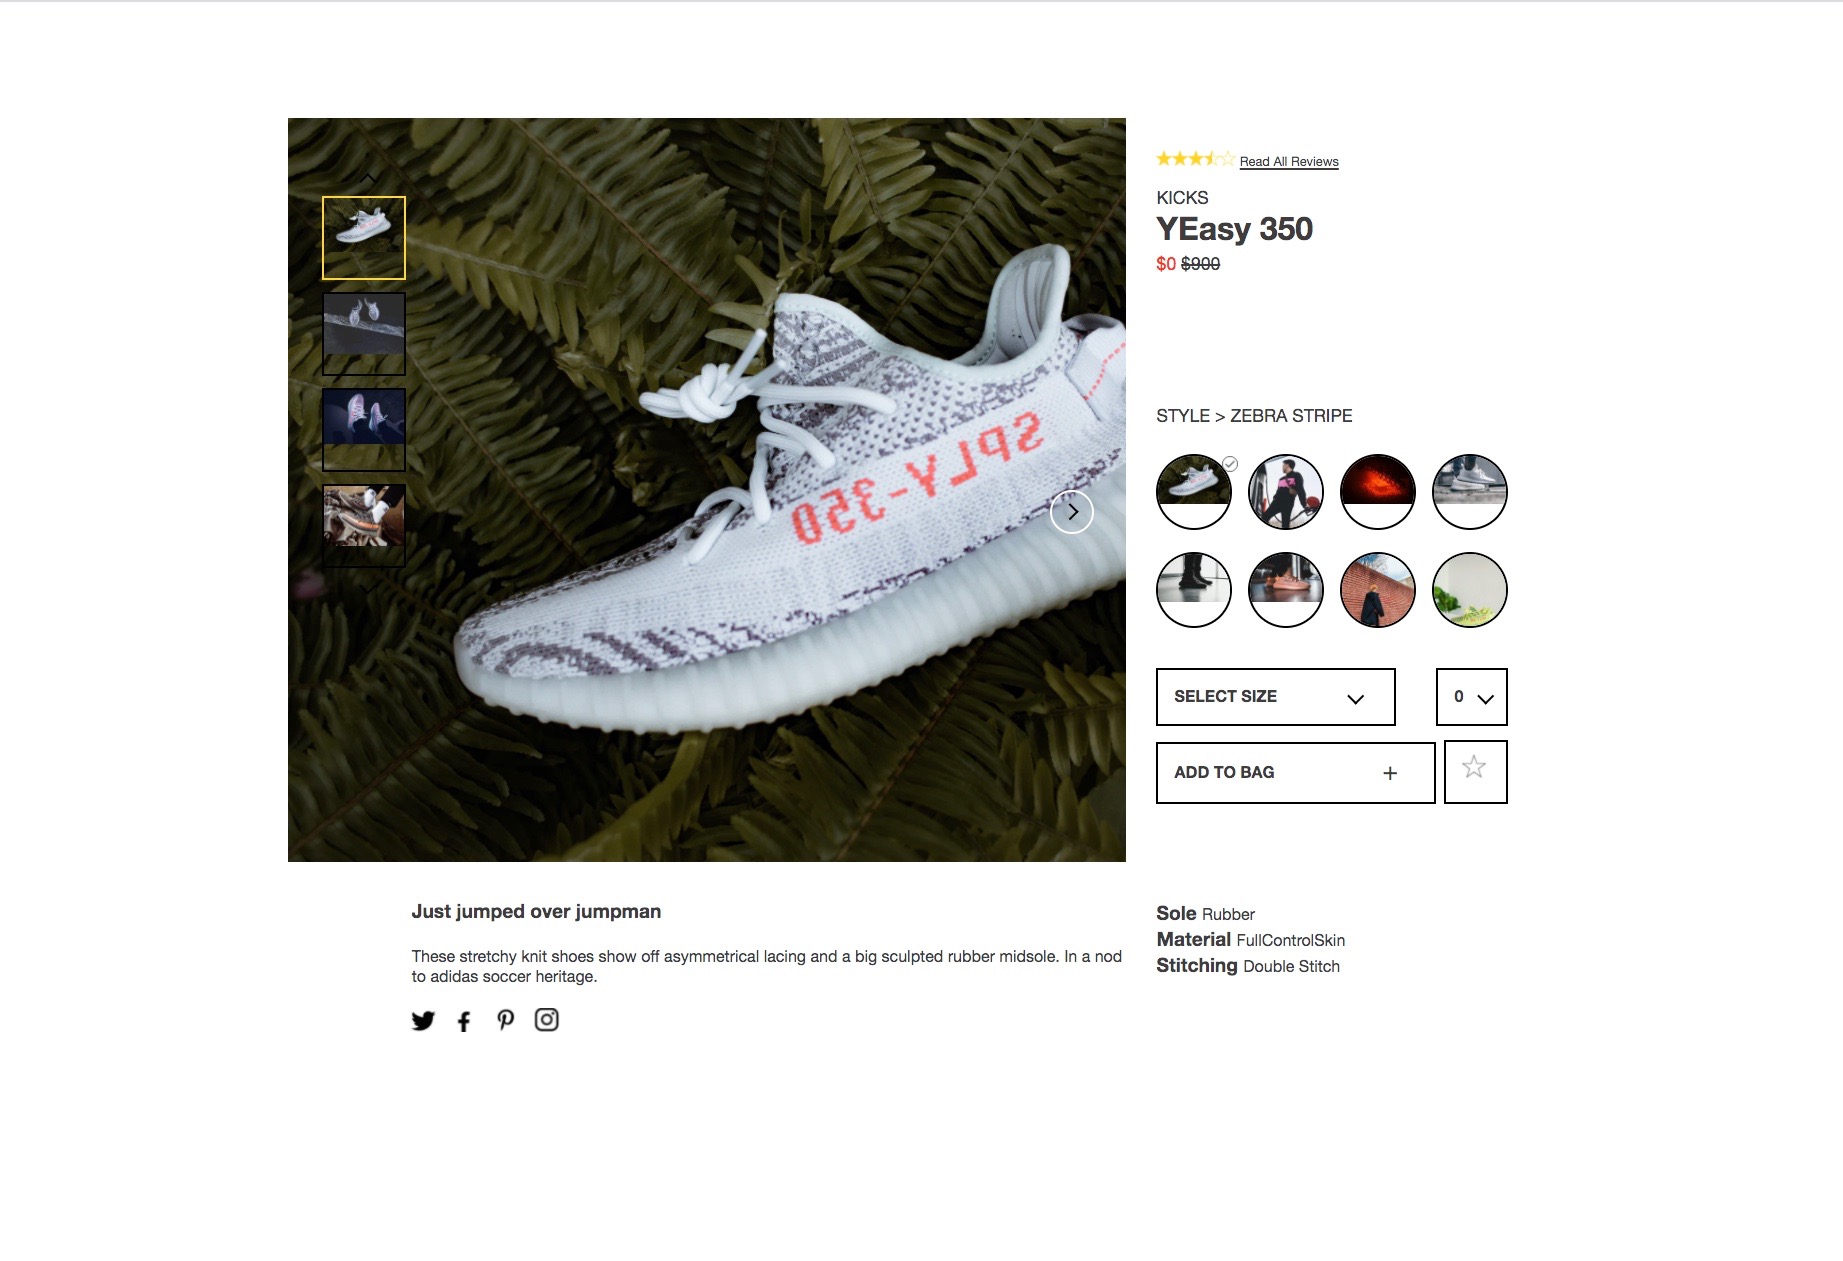 Read All Reviews
KICKS
YEasy 350
$0 $900
SPLY-350
STYLE > ZEBRA STRIPE
SELECT SIZE
0
ADD TO BAG +
Just jumped over jumpman
These stretchy knit shoes show off asymmetrical lacing and a big sculpted rubber midsole. In a nod
to adidas soccer heritage.
Sole Rubber
Material FullControlSkin
Stitching Double Stitch